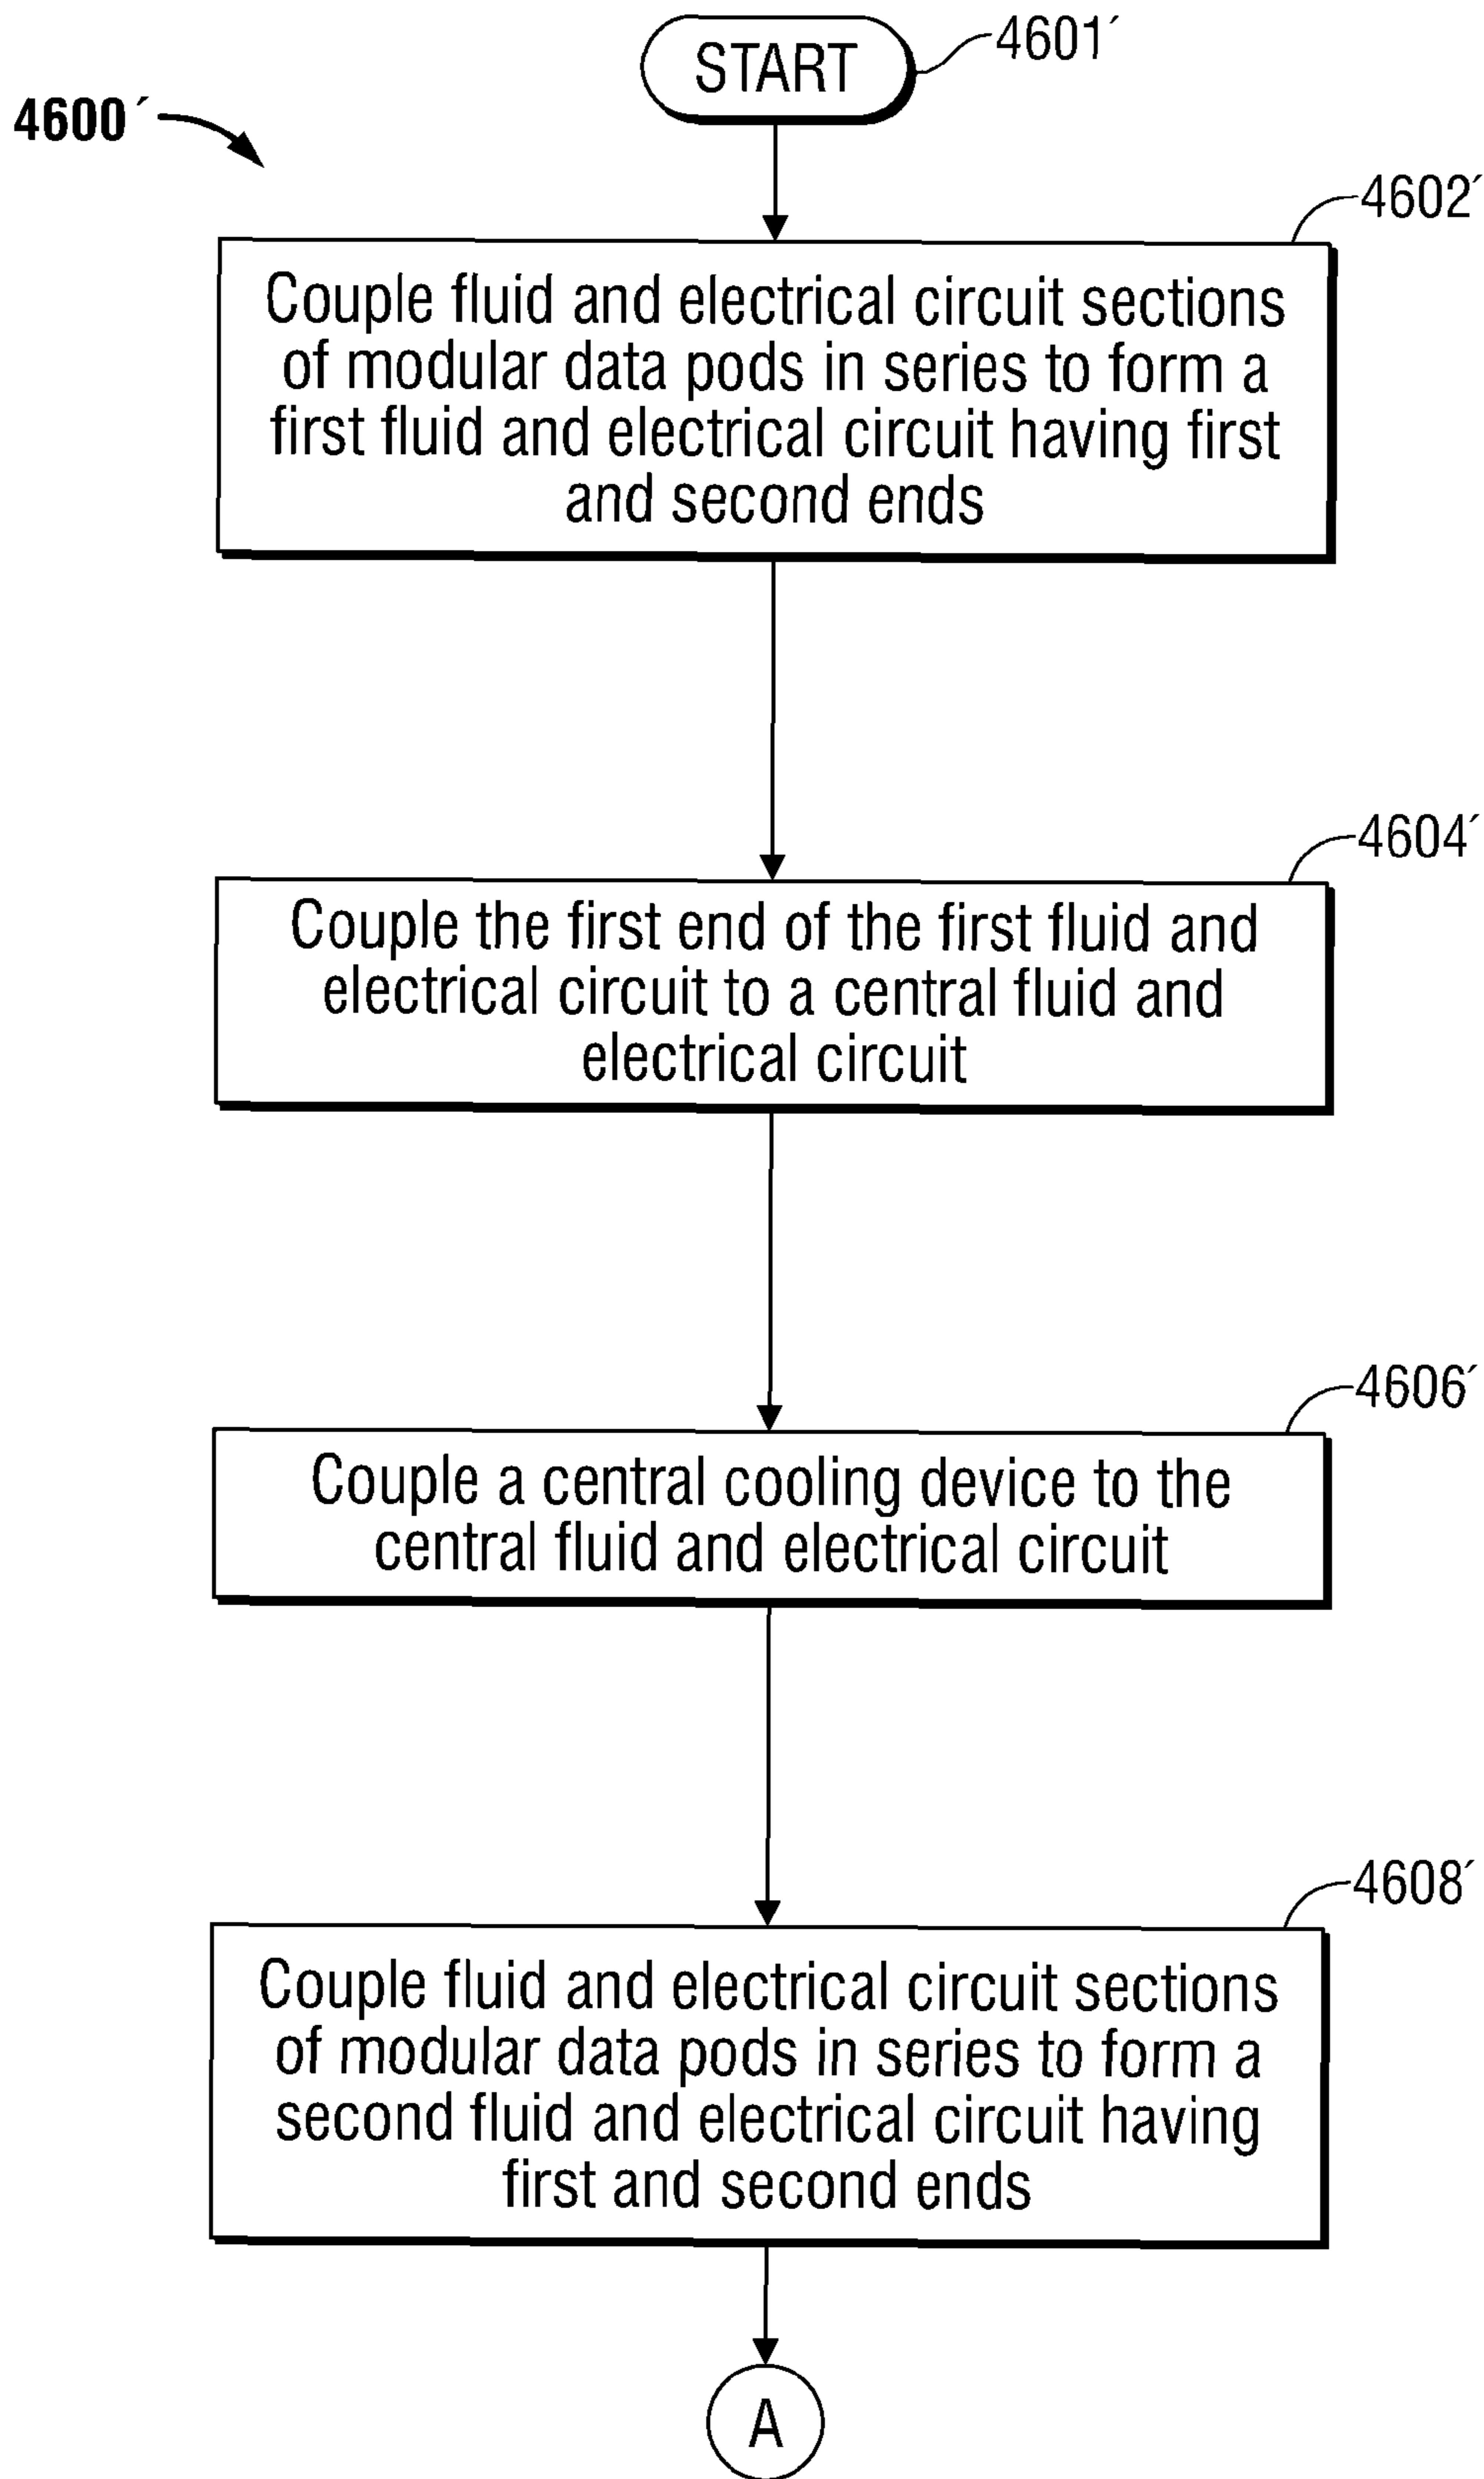 START
4601´
4600´
4602´
Couple fluid and electrical circuit sections
of modular data pods in series to form a
first fluid and electrical circuit having first
and second ends
4604´
Couple the first end of the first fluid and
electrical circuit to a central fluid and
electrical circuit
4606´
Couple a central cooling device to the
central fluid and electrical circuit
4608´
Couple fluid and electrical circuit sections
of modular data pods in series to form a
second fluid and electrical circuit having
first and second ends
A